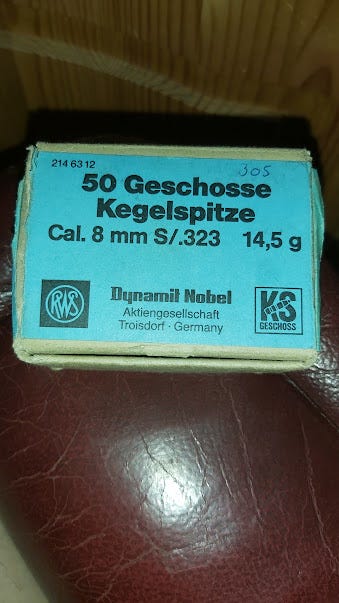 214 63 12
305
50 Geschosse
Kegelspitze
Cal. 8 mm S/.323 14,5 g
RWS
Dynamit Nobel
Aktiengesellschaft
Troisdorf · Germany
KS
GESCHOSS